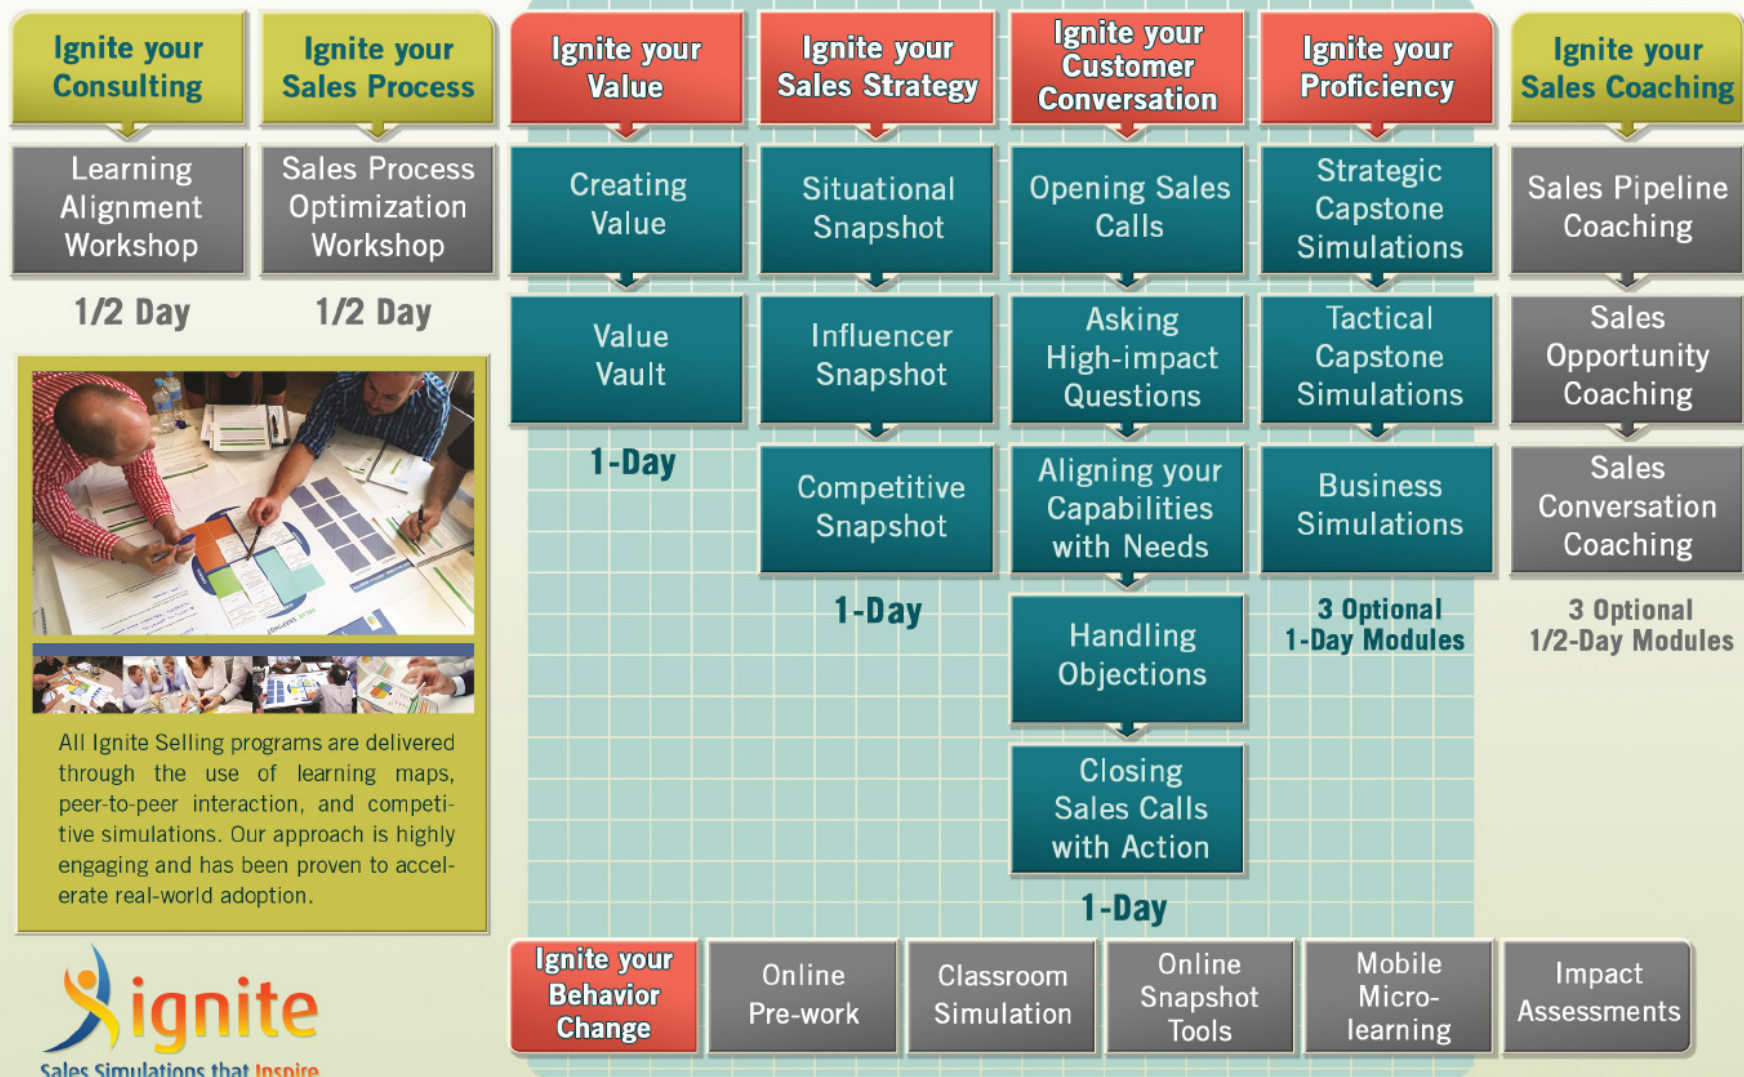 Ignite your
Consulting
Learning
Alignment
Workshop
1/2 Day
Ignite your
Sales Process
Sales Process
Optimization
Workshop
1/2 Day
Ignite your
Value
Creating
Value
Value
Vault
1-Day
Ignite your
Sales Strategy
Situational
Snapshot
Influencer
Snapshot
Competitive
Snapshot
1-Day
Ignite your
Customer
Conversation
Opening Sales
Calls
Asking
High-impact
Questions
Aligning your
Capabilities
with Needs
Handling
Objections
Closing
Sales Calls
with Action
1-Day
Ignite your
Proficiency
Strategic
Capstone
Simulations
Tactical
Capstone
Simulations
Business
Simulations
3 Optional
1-Day Modules
Ignite your
Sales Coaching
Sales Pipeline
Coaching
Sales
Opportunity
Coaching
Sales
Conversation
Coaching
3 Optional
1/2-Day Modules
All Ignite Selling programs are delivered
through the use of learning maps,
peer-to-peer interaction, and competi-
tive simulations. Our approach is highly
engaging and has been proven to accel-
erate real-world adoption.
ignite
Sales Simulations that Inspire
Ignite your
Behavior
Change
Online
Pre-work
Classroom
Simulation
Online
Snapshot
Tools
Mobile
Micro-
learning
Impact
Assessments